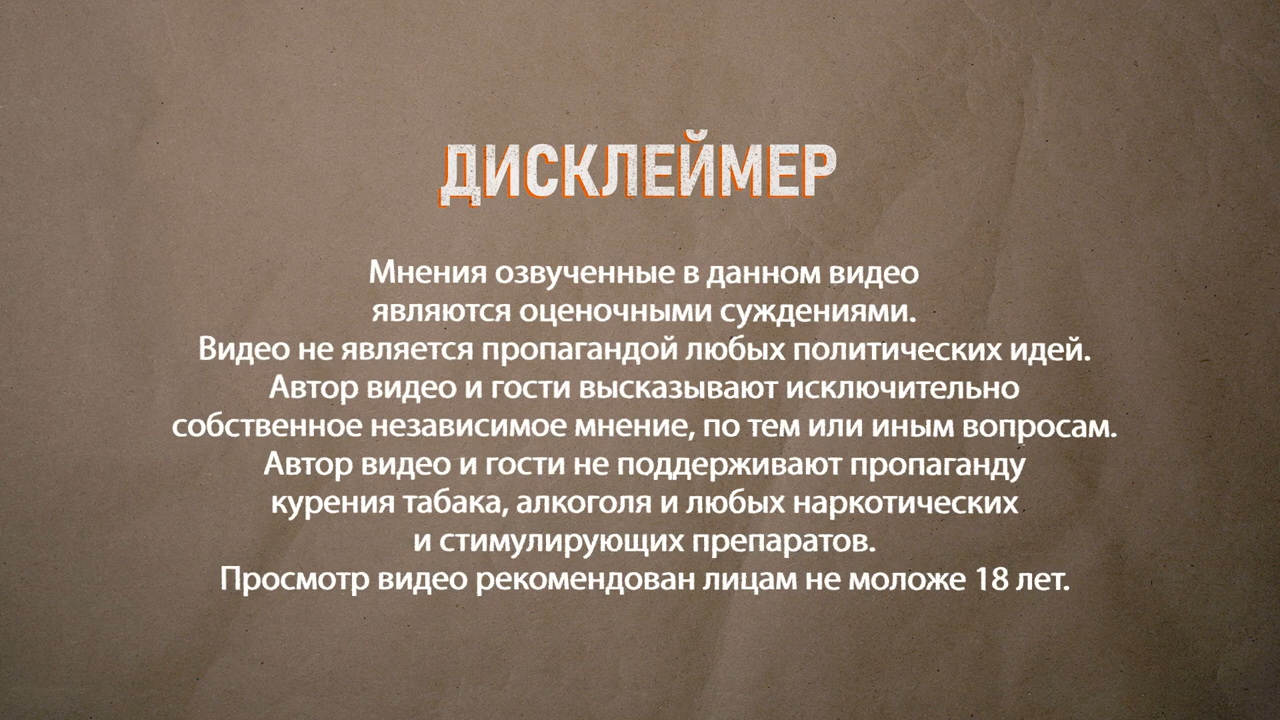 ДИСКЛЕЙМЕР
Мнения озвученные в данном видео
являются оценочными суждениями.
Видео не является пропагандой любых политических идей.
Автор видео и гости высказывают исключительно
собственное независимое мнение, по тем или иным вопросам.
Автор видео и гости не поддерживают пропаганду
курения табака, алкоголя и любых наркотических
и стимулирующих препаратов.
Просмотр видео рекомендован лицам не моложе 18 лет.